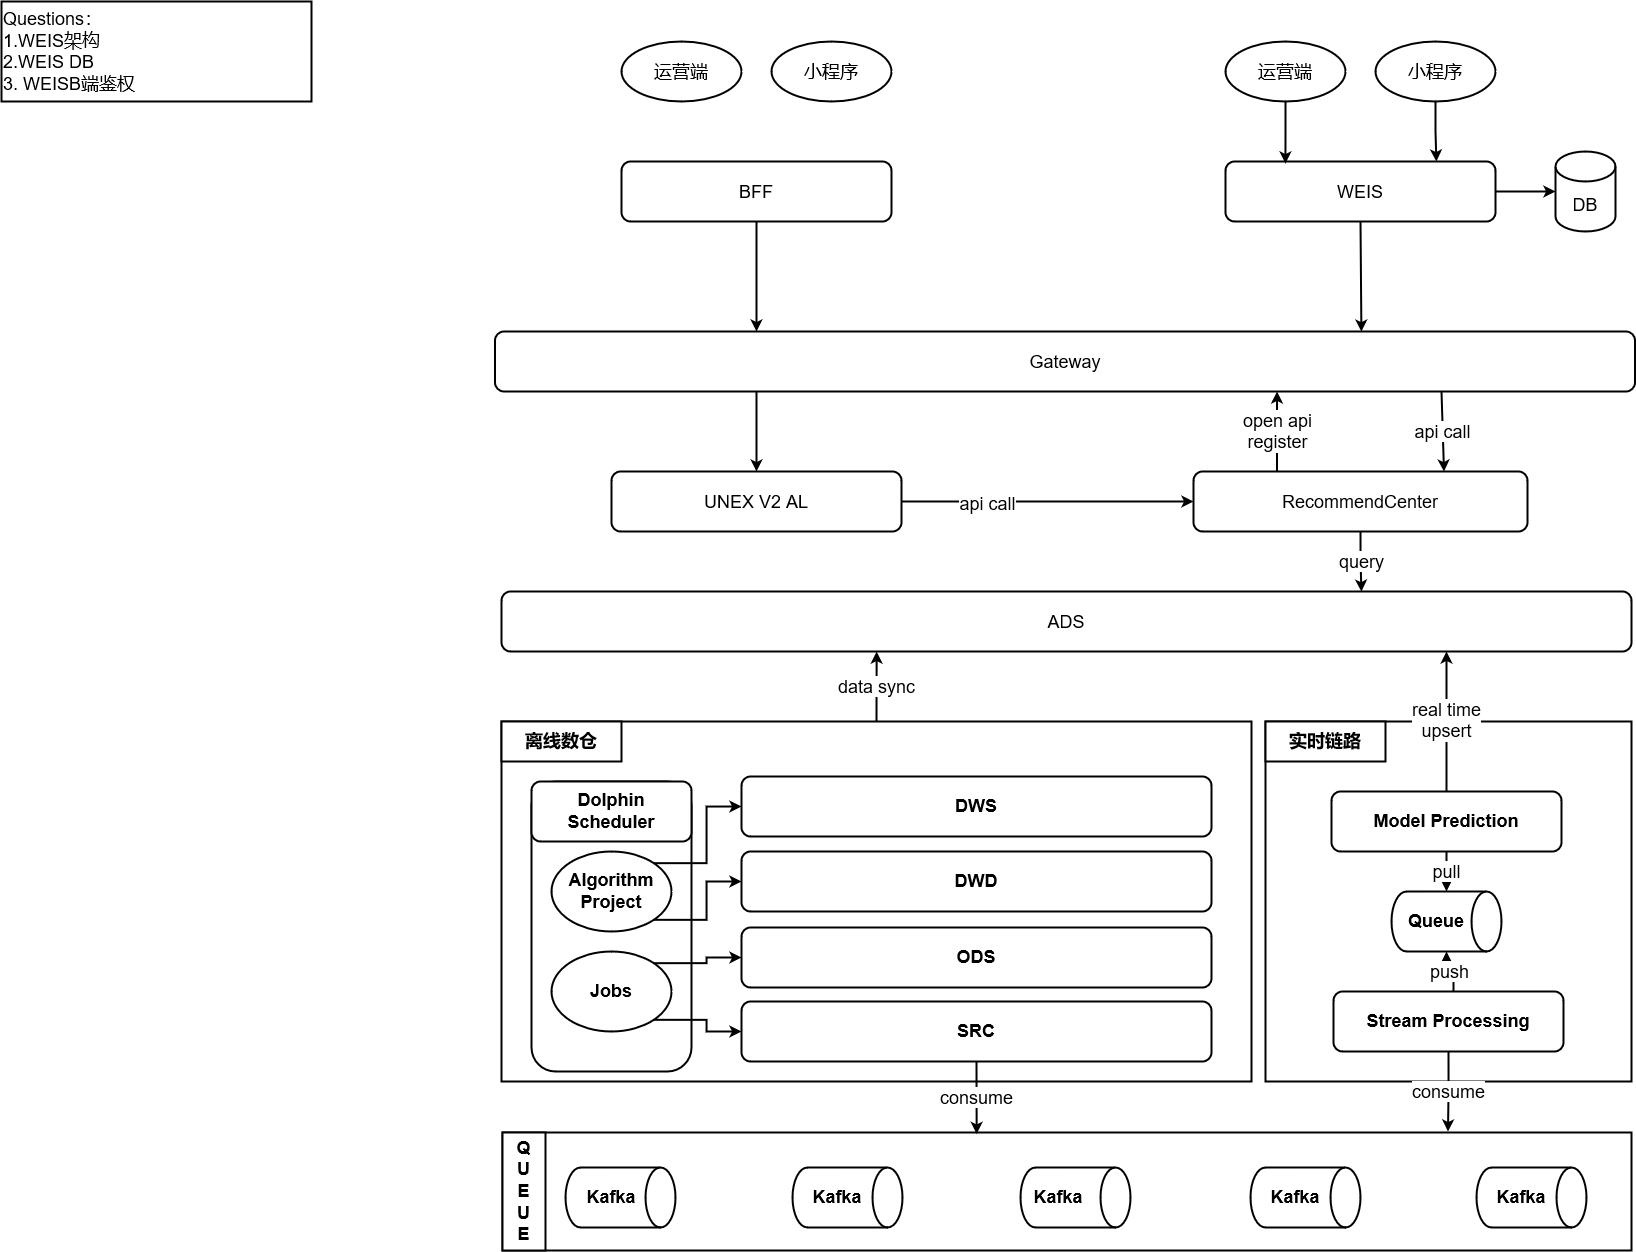 Questions：
1.WEIS架构
2.WEIS DB
3. WEISB端鉴权
运营端
小程序
运营端
小程序
BFF
WEIS
DB
Gateway
open api
register
api call
UNEX V2 AL
api call
RecommendCenter
query
ADS
data sync
real time
upsert
离线数仓
实时链路
Dolphin
Scheduler
Algorithm
Project
Jobs
DWS
DWD
ODS
SRC
Model Prediction
pull
Queue
push
Stream Processing
consume
consume
Q
U
E
U
E
Kafka
Kafka
Kafka
Kafka
Kafka